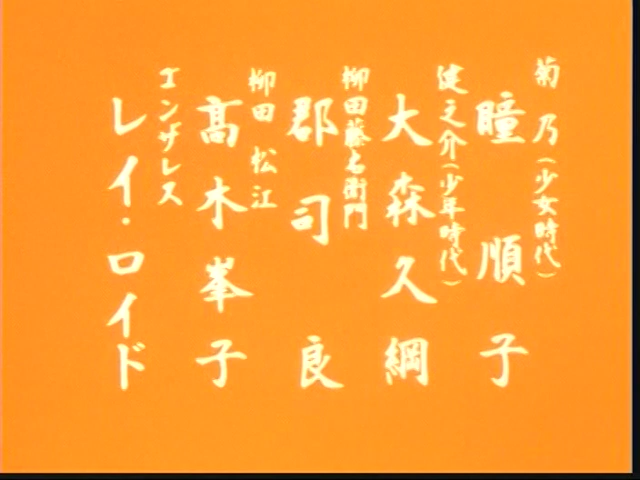 菊乃(少女時代)
瞳順子
健之介(少年時代)
大森久綱
柳田藤右衛門
郡司良
柳田松江
髙木峯子
エンザレス
レイ・ロイド